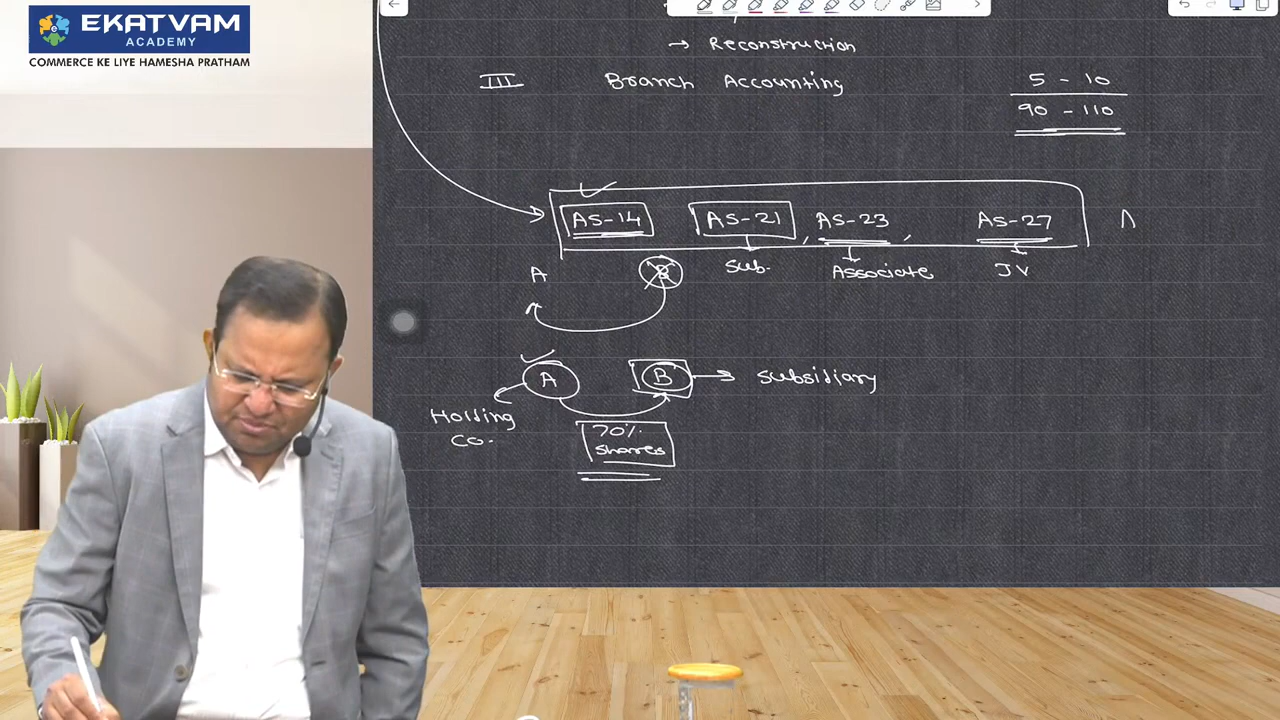 EKATVAM
ACADEMY
COMMERCE KE LIYE HAMESHA PRATHAM
→ Reconstruction
III Branch Accounting
5 - 10
90 - 110
AS-14 AS-21 , AS-23 , AS-27
A B Sub. Associate JV
A B → Subsidiary
Holding
Co.
70%
Shares